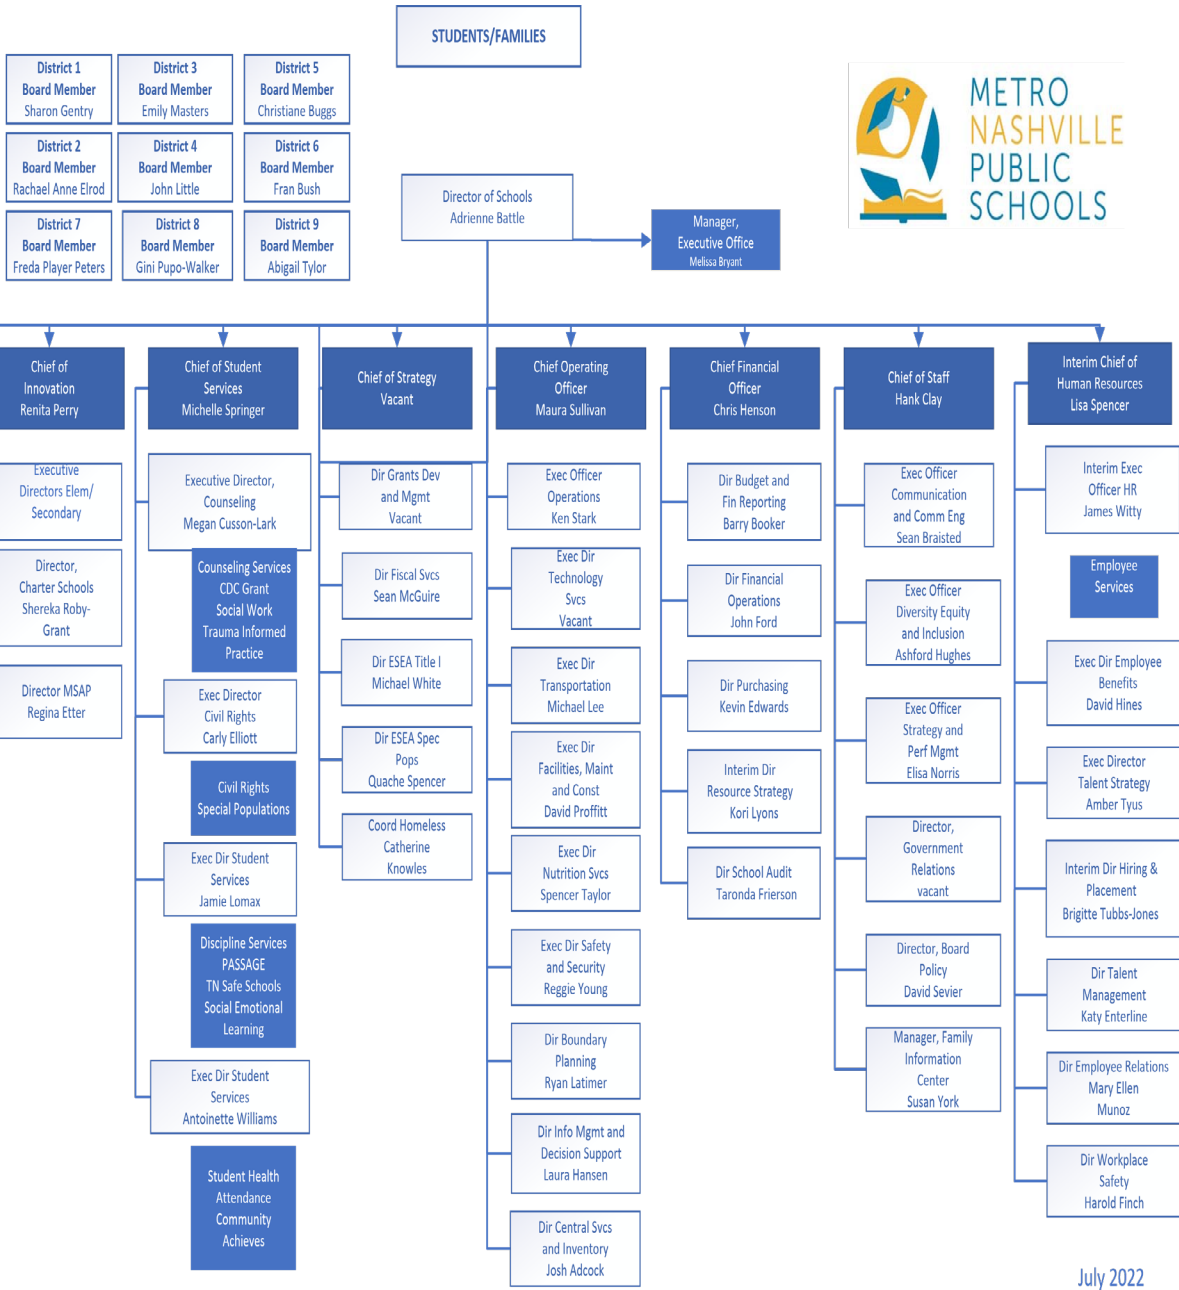 STUDENTS/FAMILIES
District 1
Board Member
Sharon Gentry
District 3
Board Member
Emily Masters
District 5
Board Member
Christiane Buggs
District 2
Board Member
Rachael Anne Elrod
District 4
Board Member
John Little
District 6
Board Member
Fran Bush
District 7
Board Member
Freda Player Peters
District 8
Board Member
Gini Pupo-Walker
District 9
Board Member
Abigail Tylor
METRO
NASHVILLE
PUBLIC
SCHOOLS
Director of Schools
Adrienne Battle
Manager,
Executive Office
Melissa Bryant
Chief of
Innovation
Renita Perry
Executive
Directors Elem/
Secondary
Director,
Charter Schools
Shereka Roby-
Grant
Director MSAP
Regina Etter
Chief of Student
Services
Michelle Springer
Executive Director,
Counseling
Megan Cusson-Lark
Counseling Services
CDC Grant
Social Work
Trauma Informed
Practice
Exec Director
Civil Rights
Carly Elliott
Civil Rights
Special Populations
Exec Dir Student
Services
Jamie Lomax
Discipline Services
PASSAGE
TN Safe Schools
Social Emotional
Learning
Exec Dir Student
Services
Antoinette Williams
Student Health
Attendance
Community
Achieves
Chief of Strategy
Vacant
Dir Grants Dev
and Mgmt
Vacant
Dir Fiscal Svcs
Sean McGuire
Dir ESEA Title I
Michael White
Dir ESEA Spec
Pops
Quache Spencer
Coord Homeless
Catherine
Knowles
Chief Operating
Officer
Maura Sullivan
Exec Officer
Operations
Ken Stark
Exec Dir
Technology
Svcs
Vacant
Exec Dir
Transportation
Michael Lee
Exec Dir
Facilities, Maint
and Const
David Proffitt
Exec Dir
Nutrition Svcs
Spencer Taylor
Exec Dir Safety
and Security
Reggie Young
Dir Boundary
Planning
Ryan Latimer
Dir Info Mgmt and
Decision Support
Laura Hansen
Dir Central Svcs
and Inventory
Josh Adcock
Chief Financial
Officer
Chris Henson
Dir Budget and
Fin Reporting
Barry Booker
Dir Financial
Operations
John Ford
Dir Purchasing
Kevin Edwards
Interim Dir
Resource Strategy
Kori Lyons
Dir School Audit
Taronda Frierson
Chief of Staff
Hank Clay
Exec Officer
Communication
and Comm Eng
Sean Braisted
Exec Officer
Diversity Equity
and Inclusion
Ashford Hughes
Exec Officer
Strategy and
Perf Mgmt
Elisa Norris
Director,
Government
Relations
vacant
Director, Board
Policy
David Sevier
Manager, Family
Information
Center
Susan York
Interim Chief of
Human Resources
Lisa Spencer
Interim Exec
Officer HR
James Witty
Employee
Services
Exec Dir Employee
Benefits
David Hines
Exec Director
Talent Strategy
Amber Tyus
Interim Dir Hiring &
Placement
Brigitte Tubbs-Jones
Dir Talent
Management
Katy Enterline
Dir Employee Relations
Mary Ellen
Munoz
Dir Workplace
Safety
Harold Finch
July 2022